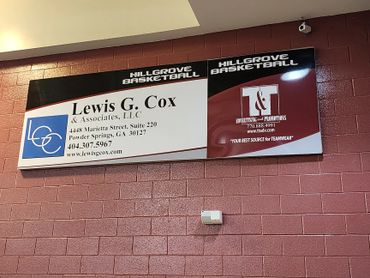 HILLGROVE
BASKETBALL
Lewis G. Cox
& Associates, LLC
4448 Marietta Street, Suite 220
Powder Springs, GA 30127
404.307.5967
www.lewisgcox.com
LGC
HILLGROVE
BASKETBALL
T&T
"YOUR BEST SOURCE for TEAMWEAR"